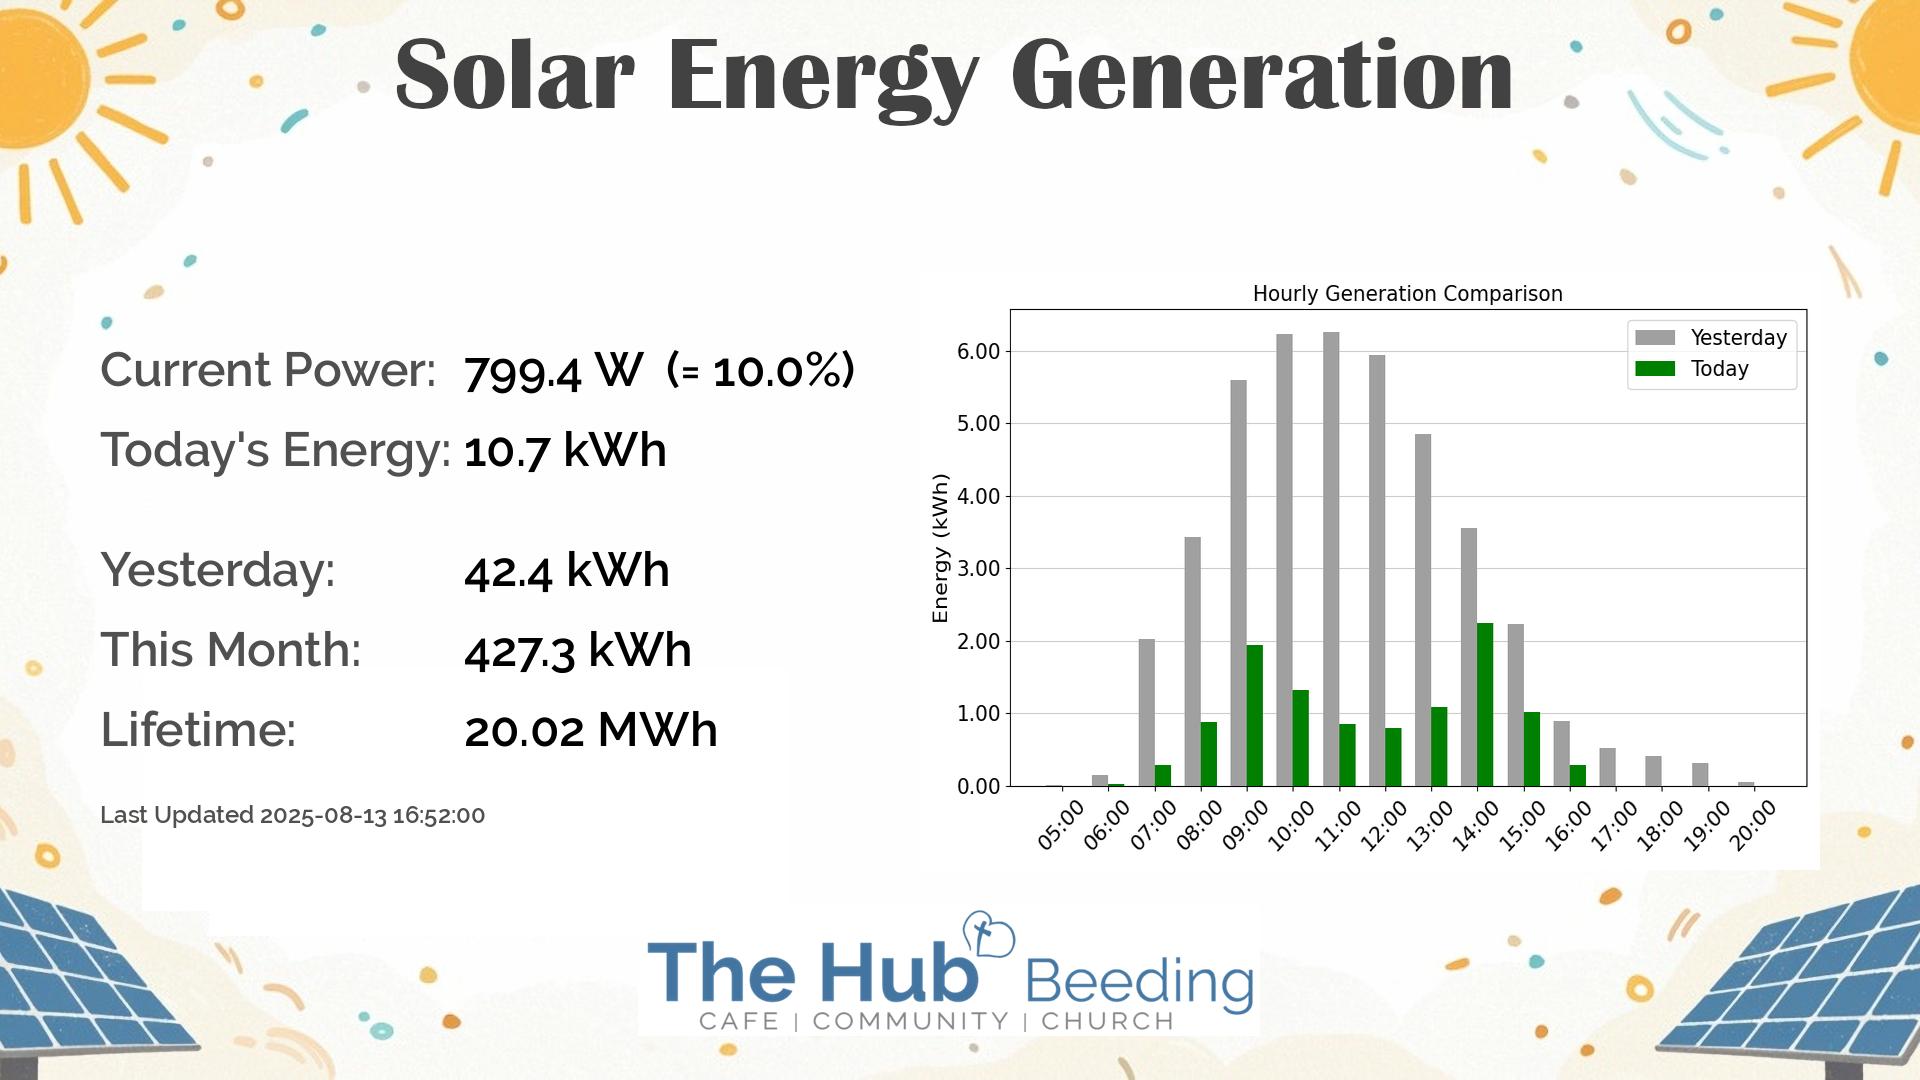 Solar Energy Generation
Current Power: 799.4 W (= 10.0%)
Today's Energy: 10.7 kWh
Yesterday: 42.4 kWh
This Month: 427.3 kWh
Lifetime: 20.02 MWh
Last Updated 2025-08-13 16:52:00
Hourly Generation Comparison
Yesterday
Today
Energy (kWh)
6.00
5.00
4.00
3.00
2.00
1.00
0.00
05:00 06:00 07:00 08:00 09:00 10:00 11:00 12:00 13:00 14:00 15:00 16:00 17:00 18:00 19:00 20:00
The Hub Beeding
CAFE | COMMUNITY | CHURCH